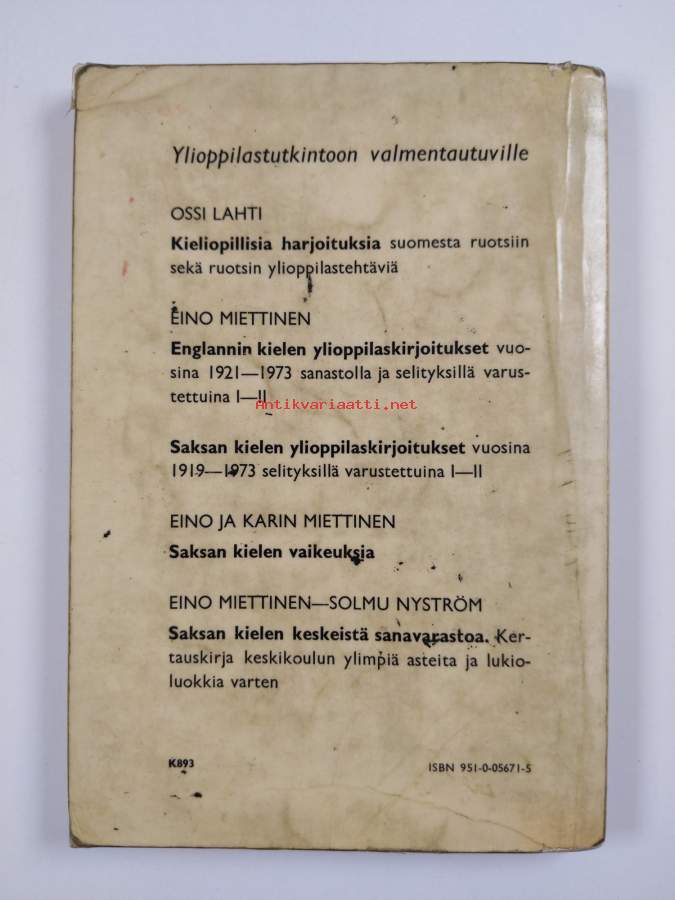 Ylioppilastutkintoon valmentautuville
OSSI LAHTI
Kieliopillisia harjoituksia suomesta ruotsiin
sekä ruotsin ylioppilastehtäviä
EINO MIETTINEN
Englannin kielen ylioppilaskirjoitukset vuo-
sina 1921—1973 sanastolla ja selityksillä varus-
tettuina I—II
Antikvariaatti.net
Saksan kielen ylioppilaskirjoitukset vuosina
1919—1973 selityksillä varustettuina I—II
EINO JA KARIN MIETTINEN
Saksan kielen vaikeuksia
EINO MIETTINEN—SOLMU NYSTRÖM
Saksan kielen keskeistä sanavarastoa. Ker-
tauskirja keskikoulun ylimpiä asteita ja lukio-
luokkia varten
K893
ISBN 951-0-05671-5